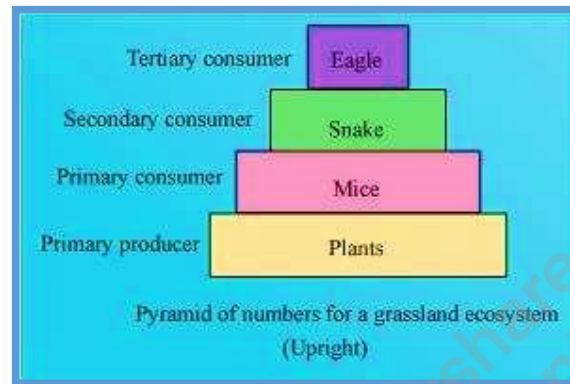 Tertiary consumer Eagle
Secondary consumer Snake
Primary consumer Mice
Primary producer Plants
Pyramid of numbers for a grassland ecosystem
(Upright)
share